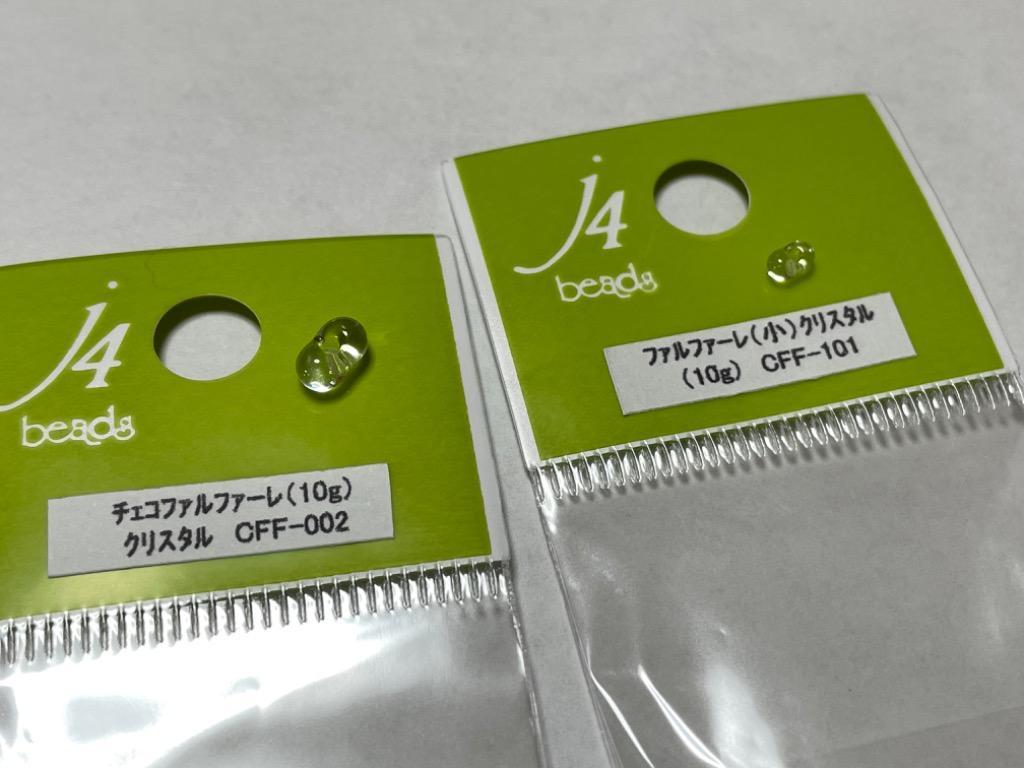 j4
beads
チェコファルファーレ(10g)
クリスタル CFF-002
j4
beads
ファルファーレ(小)クリスタル
(10g) CFF-101